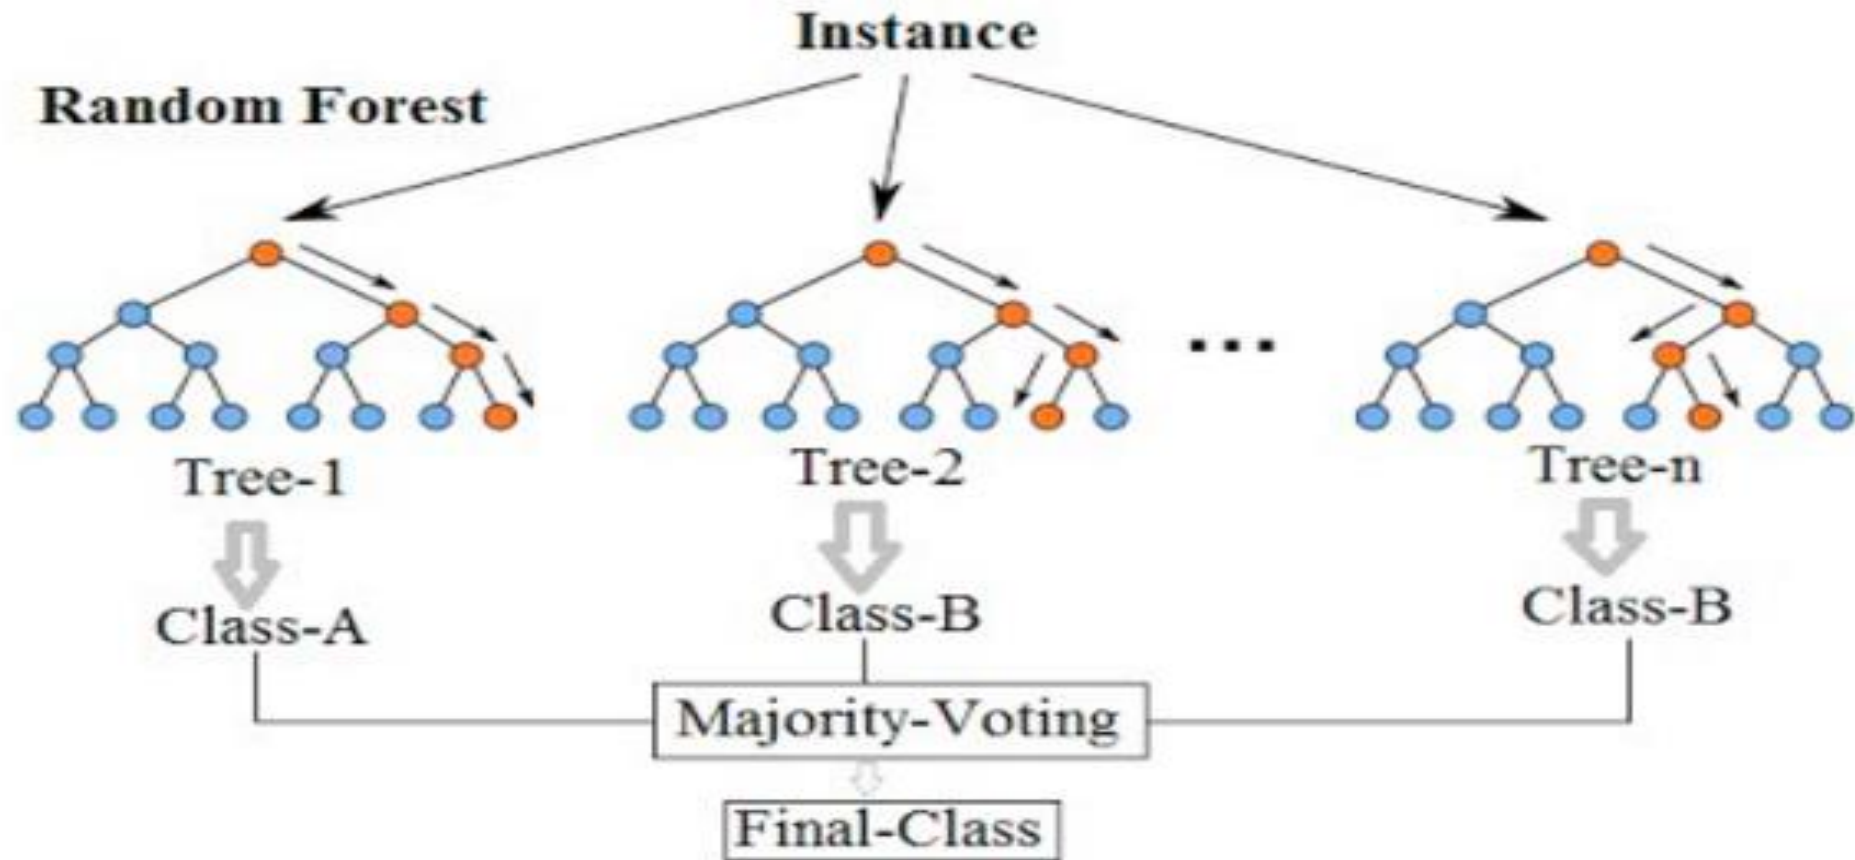 Instance
Random Forest
...
Tree-1
Tree-2
Tree-n
Class-A
Class-B
Class-B
Majority-Voting
Final-Class